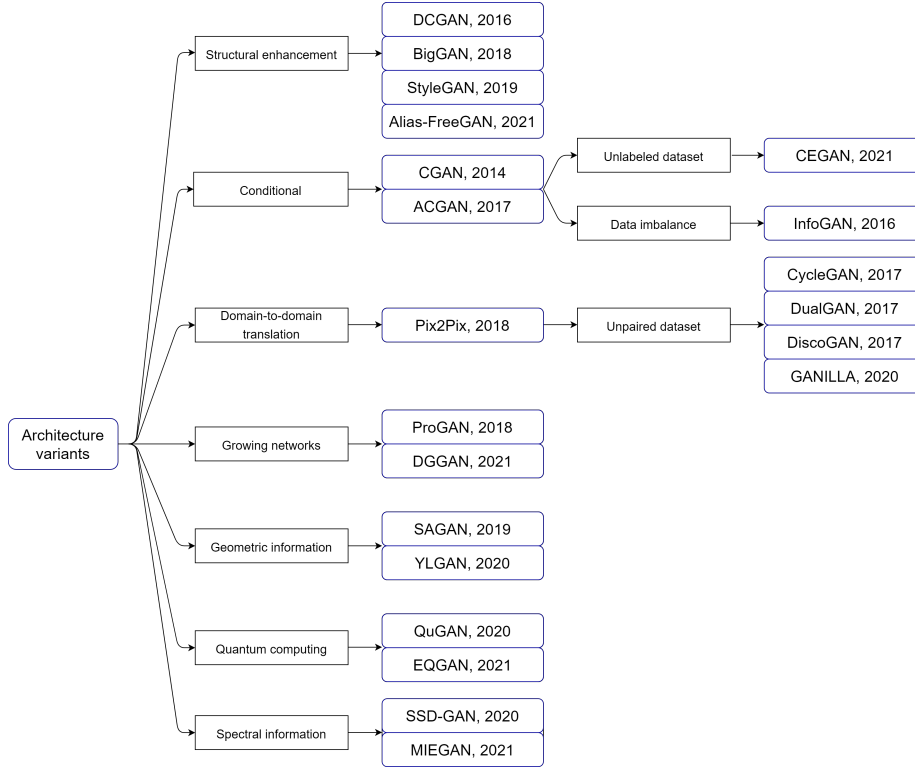 DCGAN, 2016
Structural enhancement
BigGAN, 2018
StyleGAN, 2019
Alias-FreeGAN, 2021
Unlabeled dataset
CEGAN, 2021
CGAN, 2014
Conditional
ACGAN, 2017
Data imbalance
InfoGAN, 2016
CycleGAN, 2017
Domain-to-domain
translation
Pix2Pix, 2018
Unpaired dataset
DualGAN, 2017
DiscoGAN, 2017
GANILLA, 2020
Architecture
variants
ProGAN, 2018
Growing networks
DGGAN, 2021
SAGAN, 2019
Geometric information
YLGAN, 2020
QuGAN, 2020
Quantum computing
EQGAN, 2021
SSD-GAN, 2020
Spectral information
MIEGAN, 2021